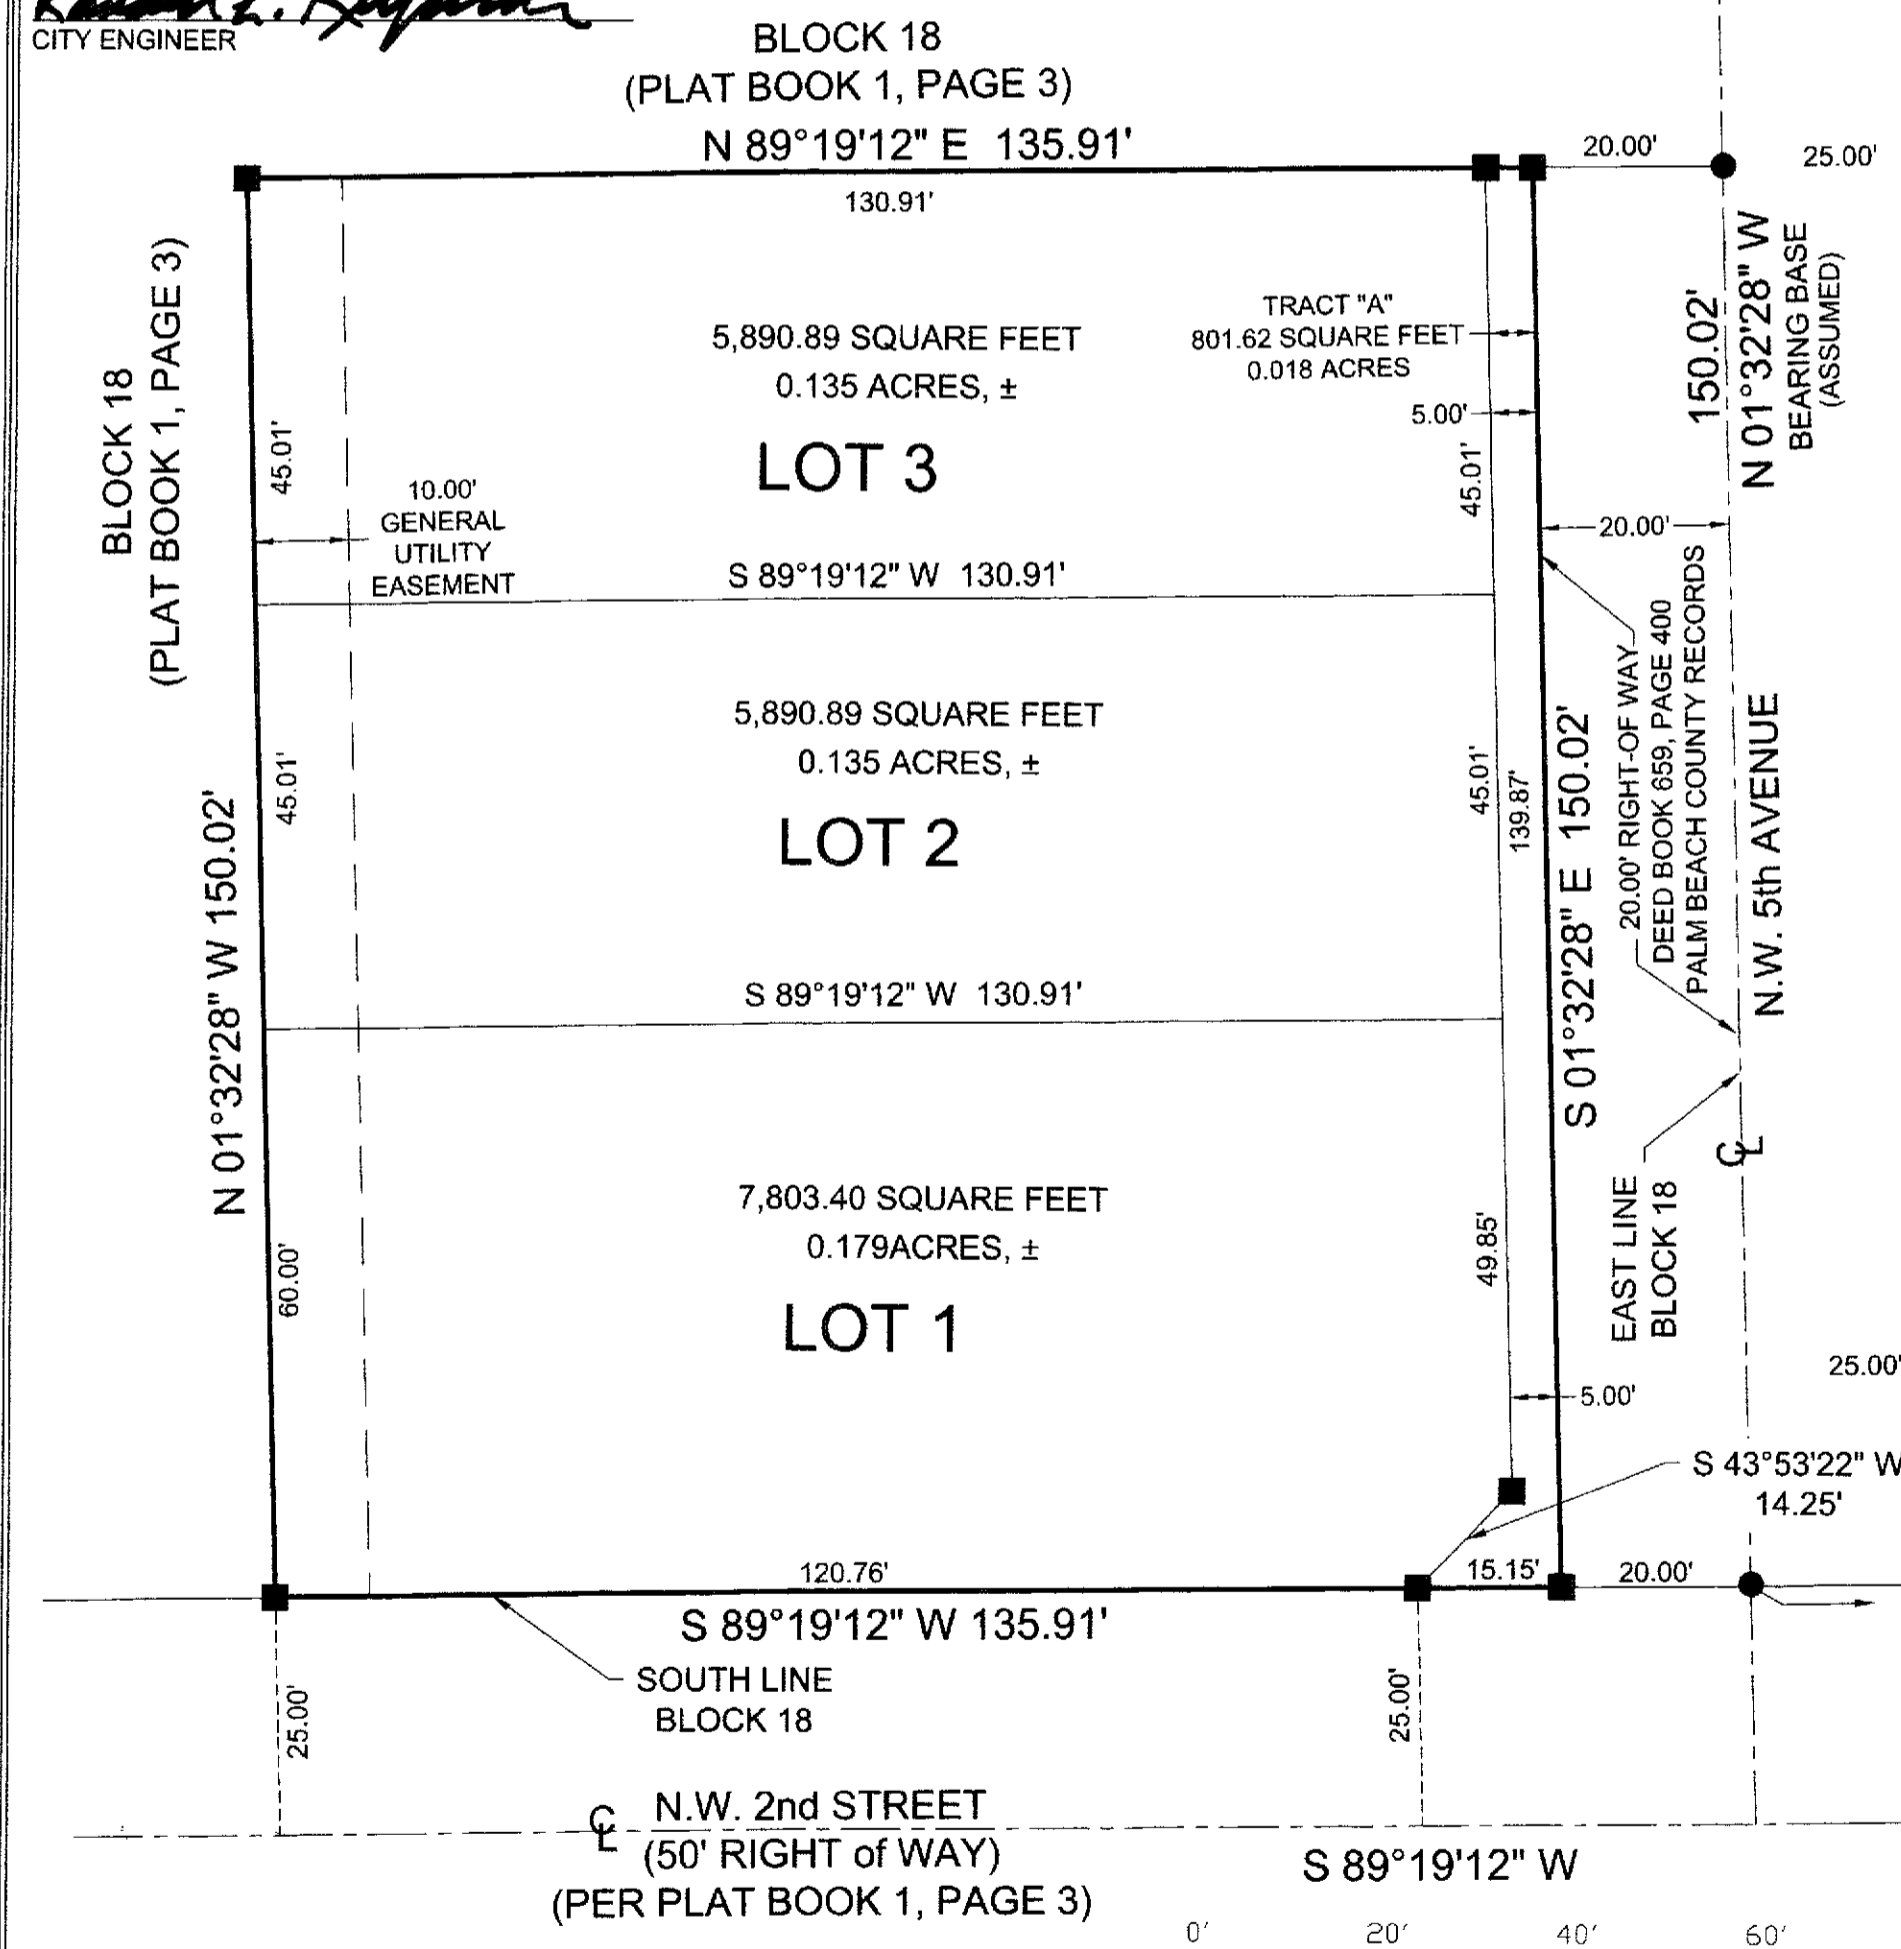 CITY ENGINEER
BLOCK 18
(PLAT BOOK 1, PAGE 3)
N 89°19'12" E 135.91'
20.00'
25.00'
130.91'
BLOCK 18
(PLAT BOOK 1, PAGE 3)
5,890.89 SQUARE FEET
0.135 ACRES, ±
LOT 3
TRACT "A"
801.62 SQUARE FEET
0.018 ACRES
5.00'
150.02'
N 01°32'28" W
BEARING BASE
(ASSUMED)
45.01'
45.01'
10.00'
GENERAL
UTILITY
EASEMENT
20.00'
S 89°19'12" W 130.91'
5,890.89 SQUARE FEET
0.135 ACRES, ±
LOT 2
45.01'
45.01'
139.87'
N 01°32'28" W 150.02'
S 01°32'28" E 150.02'
20.00' RIGHT-OF WAY
DEED BOOK 659, PAGE 400
PALM BEACH COUNTY RECORDS
N.W. 5th AVENUE
S 89°19'12" W 130.91'
7,803.40 SQUARE FEET
0.179ACRES, ±
LOT 1
60.00'
49.85'
EAST LINE
BLOCK 18
CL
25.00'
5.00'
S 43°53'22" W
14.25'
120.76'
15.15'
20.00'
S 89°19'12" W 135.91'
SOUTH LINE
BLOCK 18
25.00'
25.00'
CL
N.W. 2nd STREET
(50' RIGHT of WAY)
(PER PLAT BOOK 1, PAGE 3)
S 89°19'12" W
0' 20' 40' 60'